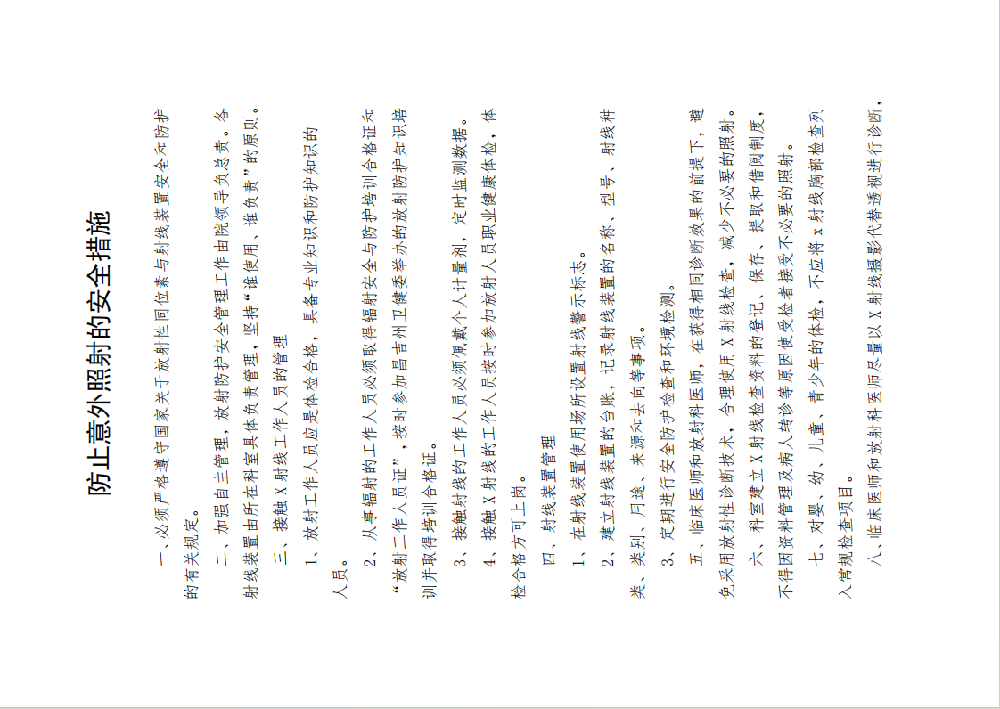 防止意外照射的安全措施
一、必须严格遵守国家关于放射性同位素与射线装置安全和防护
的有关规定。
二、加强自主管理，放射防护安全管理工作由院领导负总责。各
射线装置由所在科室具体负责管理，坚持“谁使用、谁负责”的原则。
三、接触X射线工作人员的管理
1、放射工作人员应是体检合格，具备专业知识和防护知识的
人员。
2、从事辐射的工作人员必须取得辐射安全与防护培训合格证和
“放射工作人员证”,按时参加昌吉州卫健委举办的放射防护知识培
训并取得培训合格证。
3、接触射线的工作人员必须佩戴个人计量剂，定时监测数据。
4、接触X射线的工作人员按时参加放射人员职业健康体检，体
检合格方可上岗。
四、射线装置管理
1、在射线装置使用场所设置射线警示标志。
2、建立射线装置的台账，记录射线装置的名称、型号、射线种
类、类别、用途、来源和去向等事项。
3、定期进行安全防护检查和环境检测。
五、临床医师和放射科医师，在获得相同诊断效果的前提下，避
免采用放射性诊断技术，合理使用X射线检查，减少不必要的照射。
六、科室建立X射线检查资料的登记、保存、提取和借阅制度，
不得因资料管理及病人转诊等原因使受检者接受不必要的照射。
七、对婴、幼、儿童、青少年的体检，不应将x射线胸部检查列
入常规检查项目。
八、临床医师和放射科医师尽量以X射线摄影代替透视进行诊断，